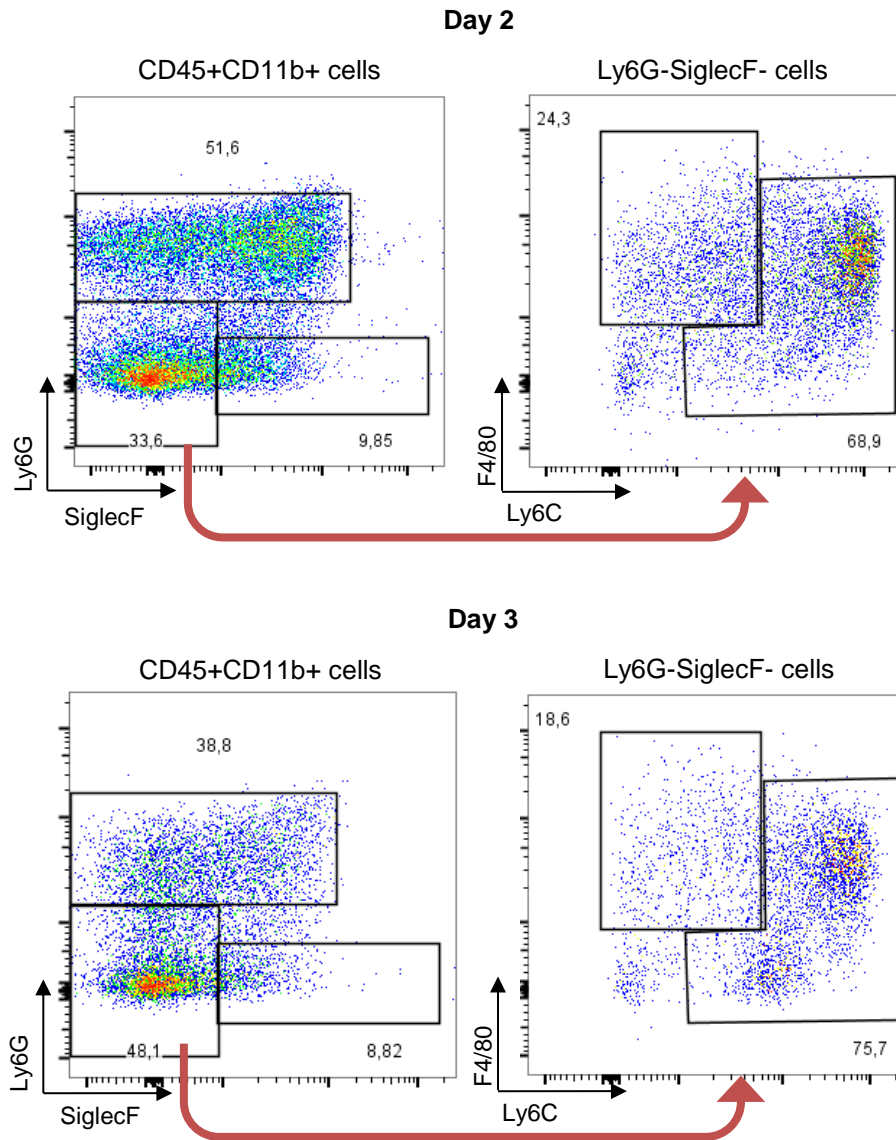 Day 2
CD45+CD11b+ cells
Ly6G-SiglecF- cells
51,6
24,3
33,6
9,85
68,9
Ly6G
SiglecF
F4/80
Ly6C
Day 3
CD45+CD11b+ cells
Ly6G-SiglecF- cells
38,8
18,6
48,1
8,82
75,7
Ly6G
SiglecF
F4/80
Ly6C